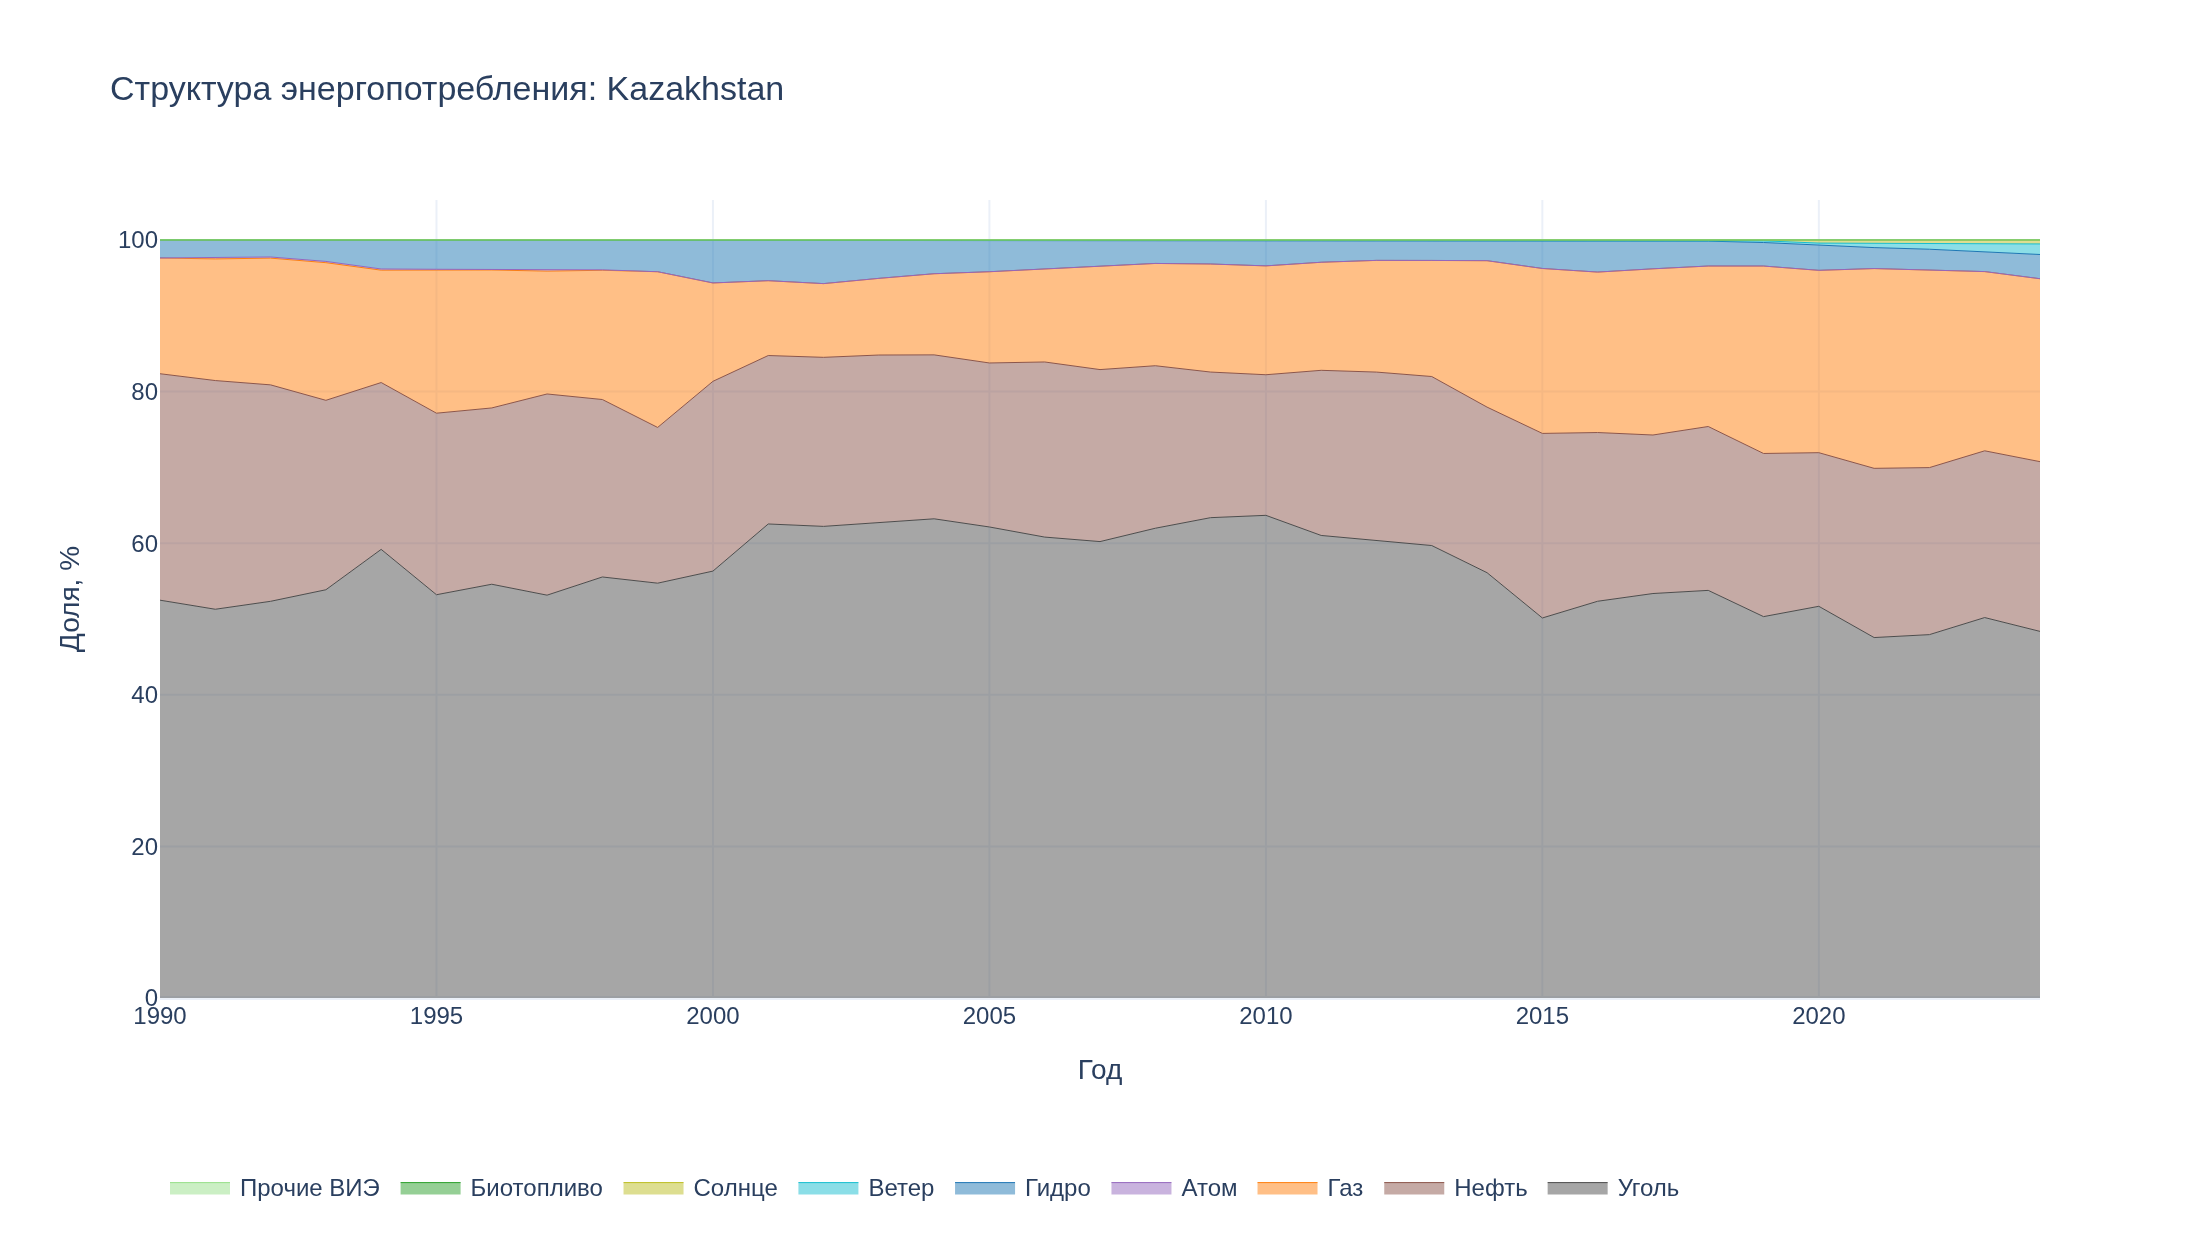 Структура энергопотребления: Kazakhstan
100
80
60
40
20
0
Доля, %
1990 1995 2000 2005 2010 2015 2020
Год
Прочие ВИЭ Биотопливо Солнце Ветер Гидро Атом Газ Нефть Уголь